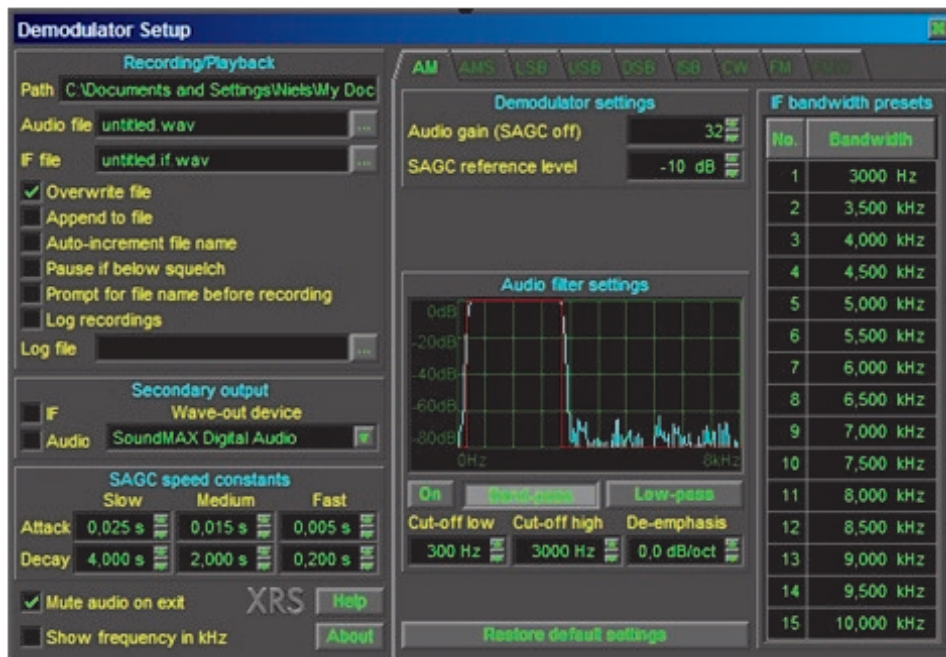 Demodulator Setup
Recording/Playback
Path C:\Documents and Settings\Niels\My Doc
Audio file untitled.wav ...
IF file untitled.if.wav ...
Overwrite file
Append to file
Auto-increment file name
Pause if below squelch
Prompt for file name before recording
Log recordings
Log file ...
Secondary output
IF Wave-out device
Audio SoundMAX Digital Audio
SAGC speed constants
Slow Medium Fast
Attack 0,025 s 0,015 s 0,005 s
Decay 4,000 s 2,000 s 0,200 s
Mute audio on exit XRS Help
Show frequency in kHz About
AM AMS LSB USB DSB ISB CW FM
Demodulator settings
Audio gain (SAGC off) 32
SAGC reference level -10 dB
Audio filter settings
0dB
-20dB
-40dB
-60dB
-80dB
0Hz 8kHz
On Band-pass Low-pass
Cut-off low Cut-off high De-emphasis
300 Hz 3000 Hz 0,0 dB/oct
Restore default settings
IF bandwidth presets
No. Bandwidth
1 3000 Hz
2 3,500 kHz
3 4,000 kHz
4 4,500 kHz
5 5,000 kHz
6 5,500 kHz
7 6,000 kHz
8 6,500 kHz
9 7,000 kHz
10 7,500 kHz
11 8,000 kHz
12 8,500 kHz
13 9,000 kHz
14 9,500 kHz
15 10,000 kHz